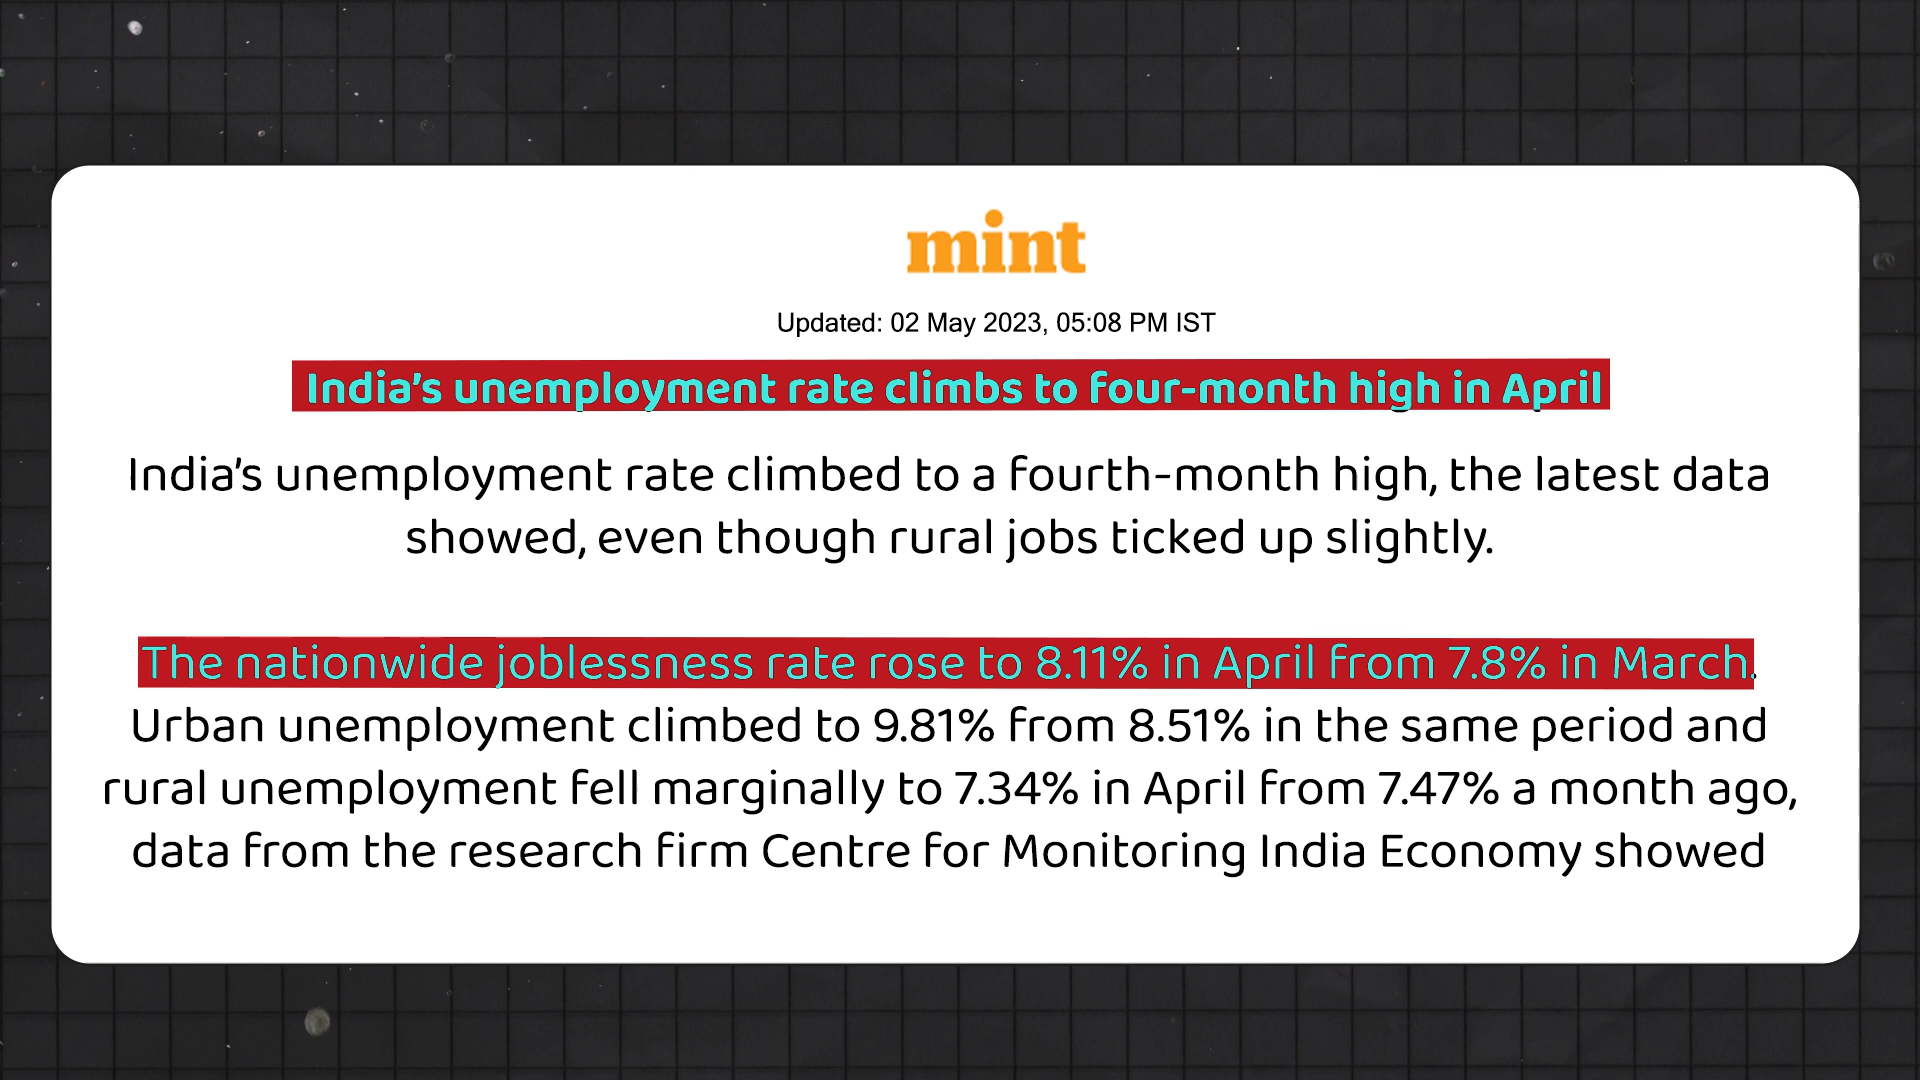 mint
Updated: 02 May 2023, 05:08 PM IST
India’s unemployment rate climbs to four-month high in April
India’s unemployment rate climbed to a fourth-month high, the latest data
showed, even though rural jobs ticked up slightly.
The nationwide joblessness rate rose to 8.11% in April from 7.8% in March.
Urban unemployment climbed to 9.81% from 8.51% in the same period and
rural unemployment fell marginally to 7.34% in April from 7.47% a month ago,
data from the research firm Centre for Monitoring India Economy showed